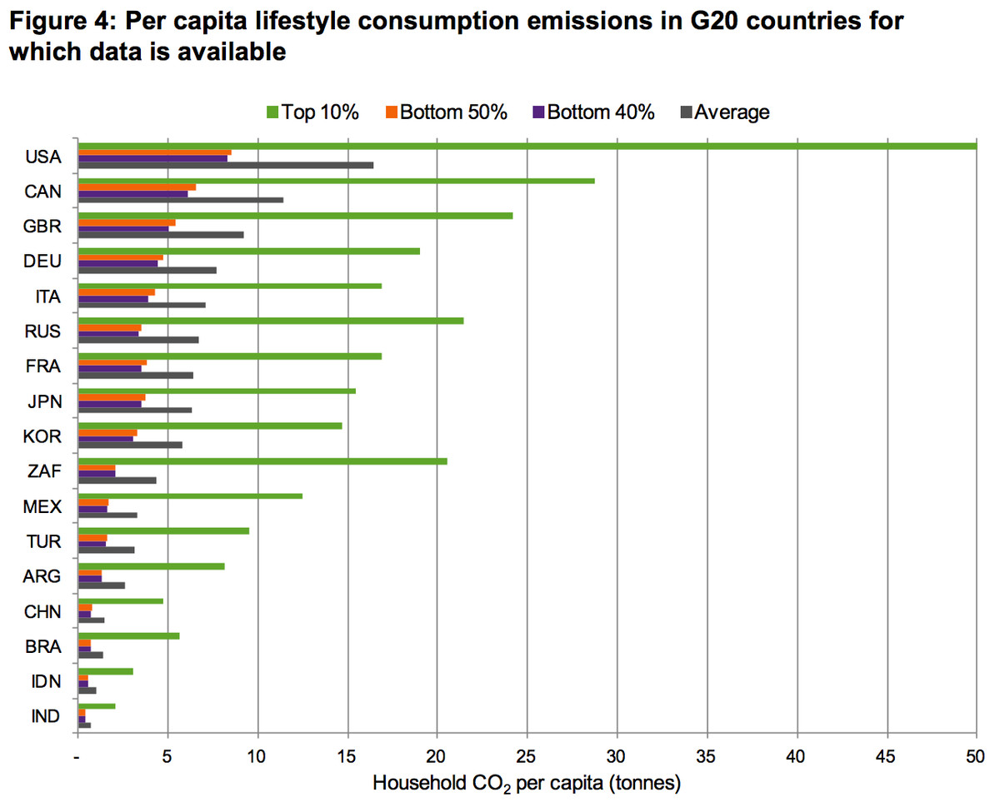 Figure 4: Per capita lifestyle consumption emissions in G20 countries for
which data is available
Top 10% Bottom 50% Bottom 40% Average
USA
CAN
GBR
DEU
ITA
RUS
FRA
JPN
KOR
ZAF
MEX
TUR
ARG
CHN
BRA
IDN
IND
- 5 10 15 20 25 30 35 40 45 50
Household CO₂ per capita (tonnes)